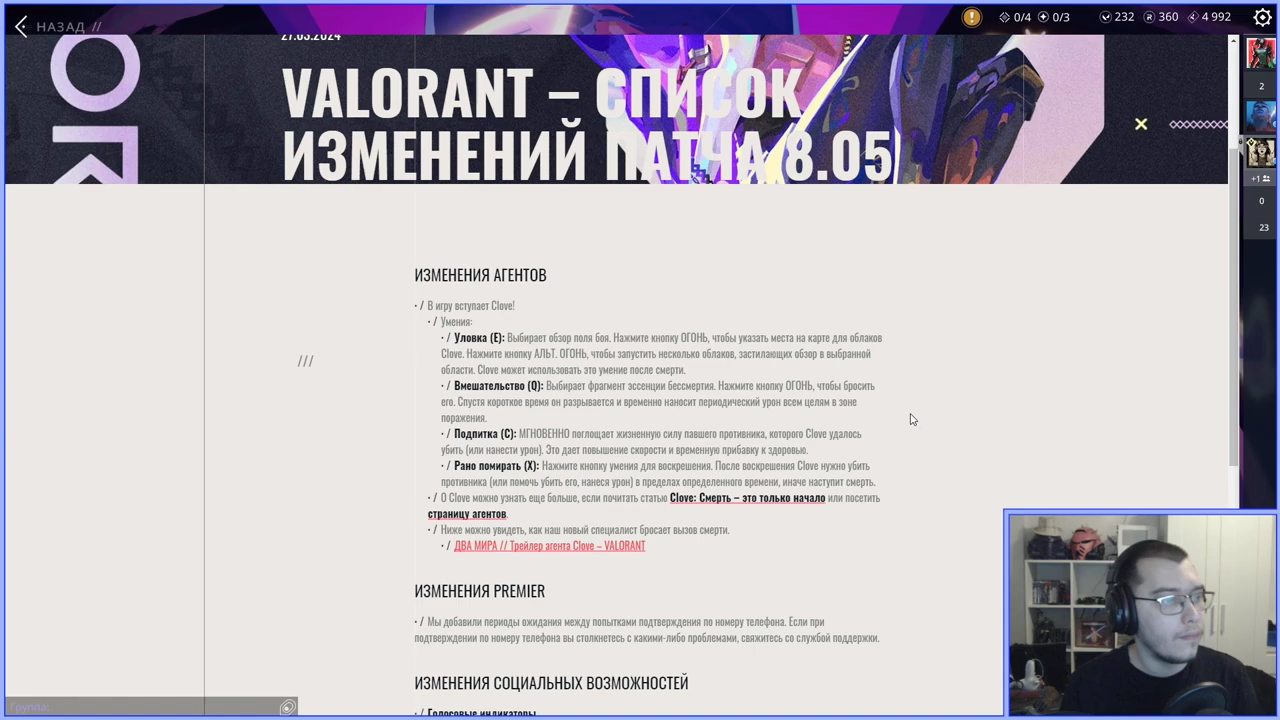 НАЗАД //
0/4 0/3 232 360 4 992
27.03.2024
VALORANT – СПИСОК
ИЗМЕНЕНИЙ ПАТЧА 8.05
2
+1
0
23
ИЗМЕНЕНИЯ АГЕНТОВ
· / В игру вступает Clove!
· / Умения:
· / Уловка (E): Выбирает обзор поля боя. Нажмите кнопку ОГОНЬ, чтобы указать места на карте для облаков
Clove. Нажмите кнопку АЛЬТ. ОГОНЬ, чтобы запустить несколько облаков, застилающих обзор в выбранной
области. Clove может использовать это умение после смерти.
///
· / Вмешательство (Q): Выбирает фрагмент эссенции бессмертия. Нажмите кнопку ОГОНЬ, чтобы бросить
его. Спустя короткое время он разрывается и временно наносит периодический урон всем целям в зоне
поражения.
· / Подпитка (C): МГНОВЕННО поглощает жизненную силу павшего противника, которого Clove удалось
убить (или нанести урон). Это дает повышение скорости и временную прибавку к здоровью.
· / Рано помирать (X): Нажмите кнопку умения для воскрешения. После воскрешения Clove нужно убить
противника (или помочь убить его, нанеся урон) в пределах определенного времени, иначе наступит смерть.
· / О Clove можно узнать еще больше, если почитать статью Clove: Смерть – это только начало или посетить
страницу агентов.
· / Ниже можно увидеть, как наш новый специалист бросает вызов смерти.
· / ДВА МИРА // Трейлер агента Clove – VALORANT
ИЗМЕНЕНИЯ PREMIER
· / Мы добавили периоды ожидания между попытками подтверждения по номеру телефона. Если при
подтверждении по номеру телефона вы столкнетесь с какими-либо проблемами, свяжитесь со службой поддержки.
ИЗМЕНЕНИЯ СОЦИАЛЬНЫХ ВОЗМОЖНОСТЕЙ
· / Голосовые индикаторы
Группа: